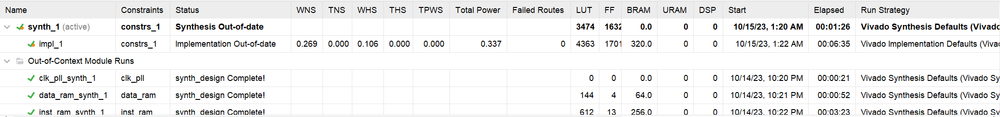 Name Constraints Status WNS TNS WHS THS TPWS Total Power Failed Routes LUT FF BRAM URAM DSP Start Elapsed Run Strategy
synth_1 (active) constrs_1 Synthesis Out-of-date 3474 1632 0.0 0 0 10/15/23, 1:20 AM 00:01:26 Vivado Synthesis Defaults (Vivado
impl_1 constrs_1 Implementation Out-of-date 0.269 0.000 0.106 0.000 0.000 0.337 0 4363 1701 320.0 0 0 10/15/23, 1:22 AM 00:06:35 Vivado Implementation Defaults (Viva
Out-of-Context Module Runs
clk_pll_synth_1 clk_pll synth_design Complete! 0 0 0.0 0 0 10/14/23, 10:20 PM 00:00:21 Vivado Synthesis Defaults (Vivado Sy
data_ram_synth_1 data_ram synth_design Complete! 144 4 64.0 0 0 10/14/23, 10:21 PM 00:00:52 Vivado Synthesis Defaults (Vivado Sy
inst_ram_synth_1 inst_ram synth_design Complete! 612 13 256.0 0 0 10/14/23, 10:22 PM 00:03:23 Vivado Synthesis Defaults (Vivado Sy